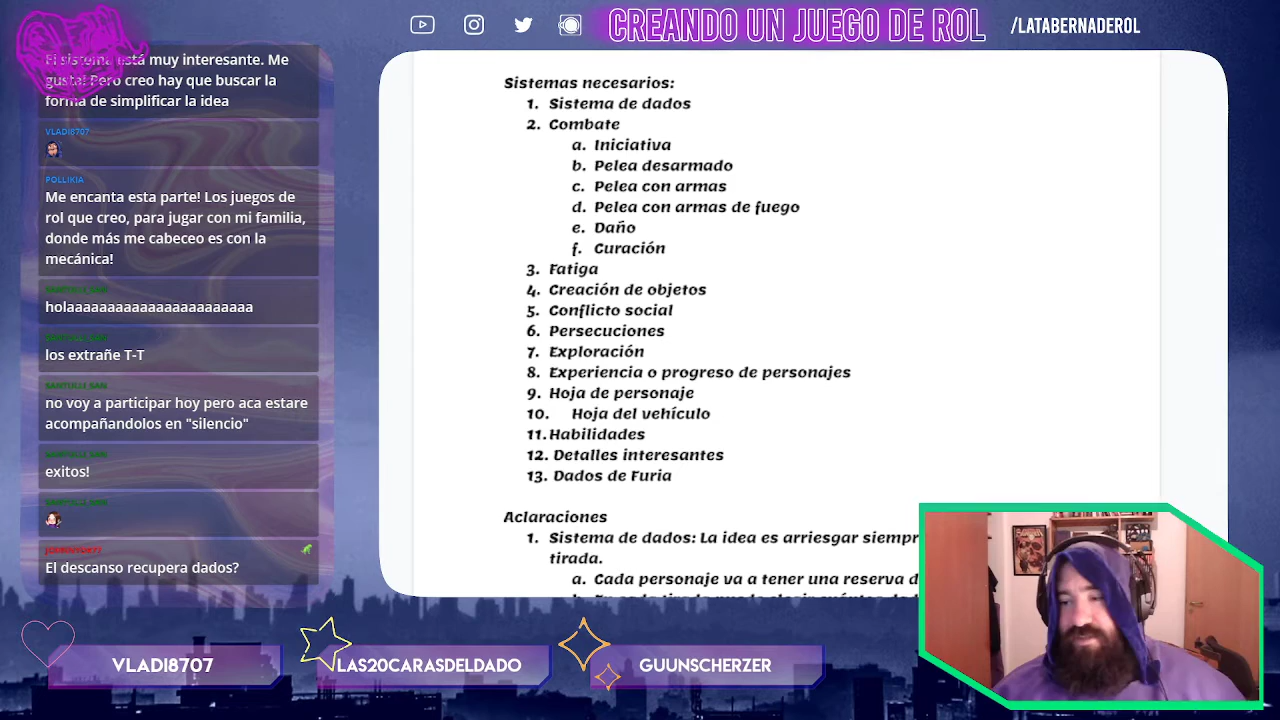 CREANDO UN JUEGO DE ROL
/LATABERNADEROL
El sistema está muy interesante. Me
gusta! Pero creo hay que buscar la
forma de simplificar la idea
VLADI8707
POLLIKIA
Me encanta esta parte! Los juegos de
rol que creo, para jugar con mi familia,
donde más me cabeceo es con la
mecánica!
holaaaaaaaaaaaaaaaaaaaaaa
los extrañe T-T
no voy a participar hoy pero aca estare
acompañandolos en "silencio"
exitos!
El descanso recupera dados?
Sistemas necesarios:
1. Sistema de dados
2. Combate
a. Iniciativa
b. Pelea desarmado
c. Pelea con armas
d. Pelea con armas de fuego
e. Daño
f. Curación
3. Fatiga
4. Creación de objetos
5. Conflicto social
6. Persecuciones
7. Exploración
8. Experiencia o progreso de personajes
9. Hoja de personaje
10. Hoja del vehículo
11. Habilidades
12. Detalles interesantes
13. Dados de Furia
Aclaraciones
1. Sistema de dados: La idea es arriesgar
tirada.
a. Cada personaje va a tener una reserva
VLADI8707
LAS20CARASDELDADO
GUUNSCHERZER